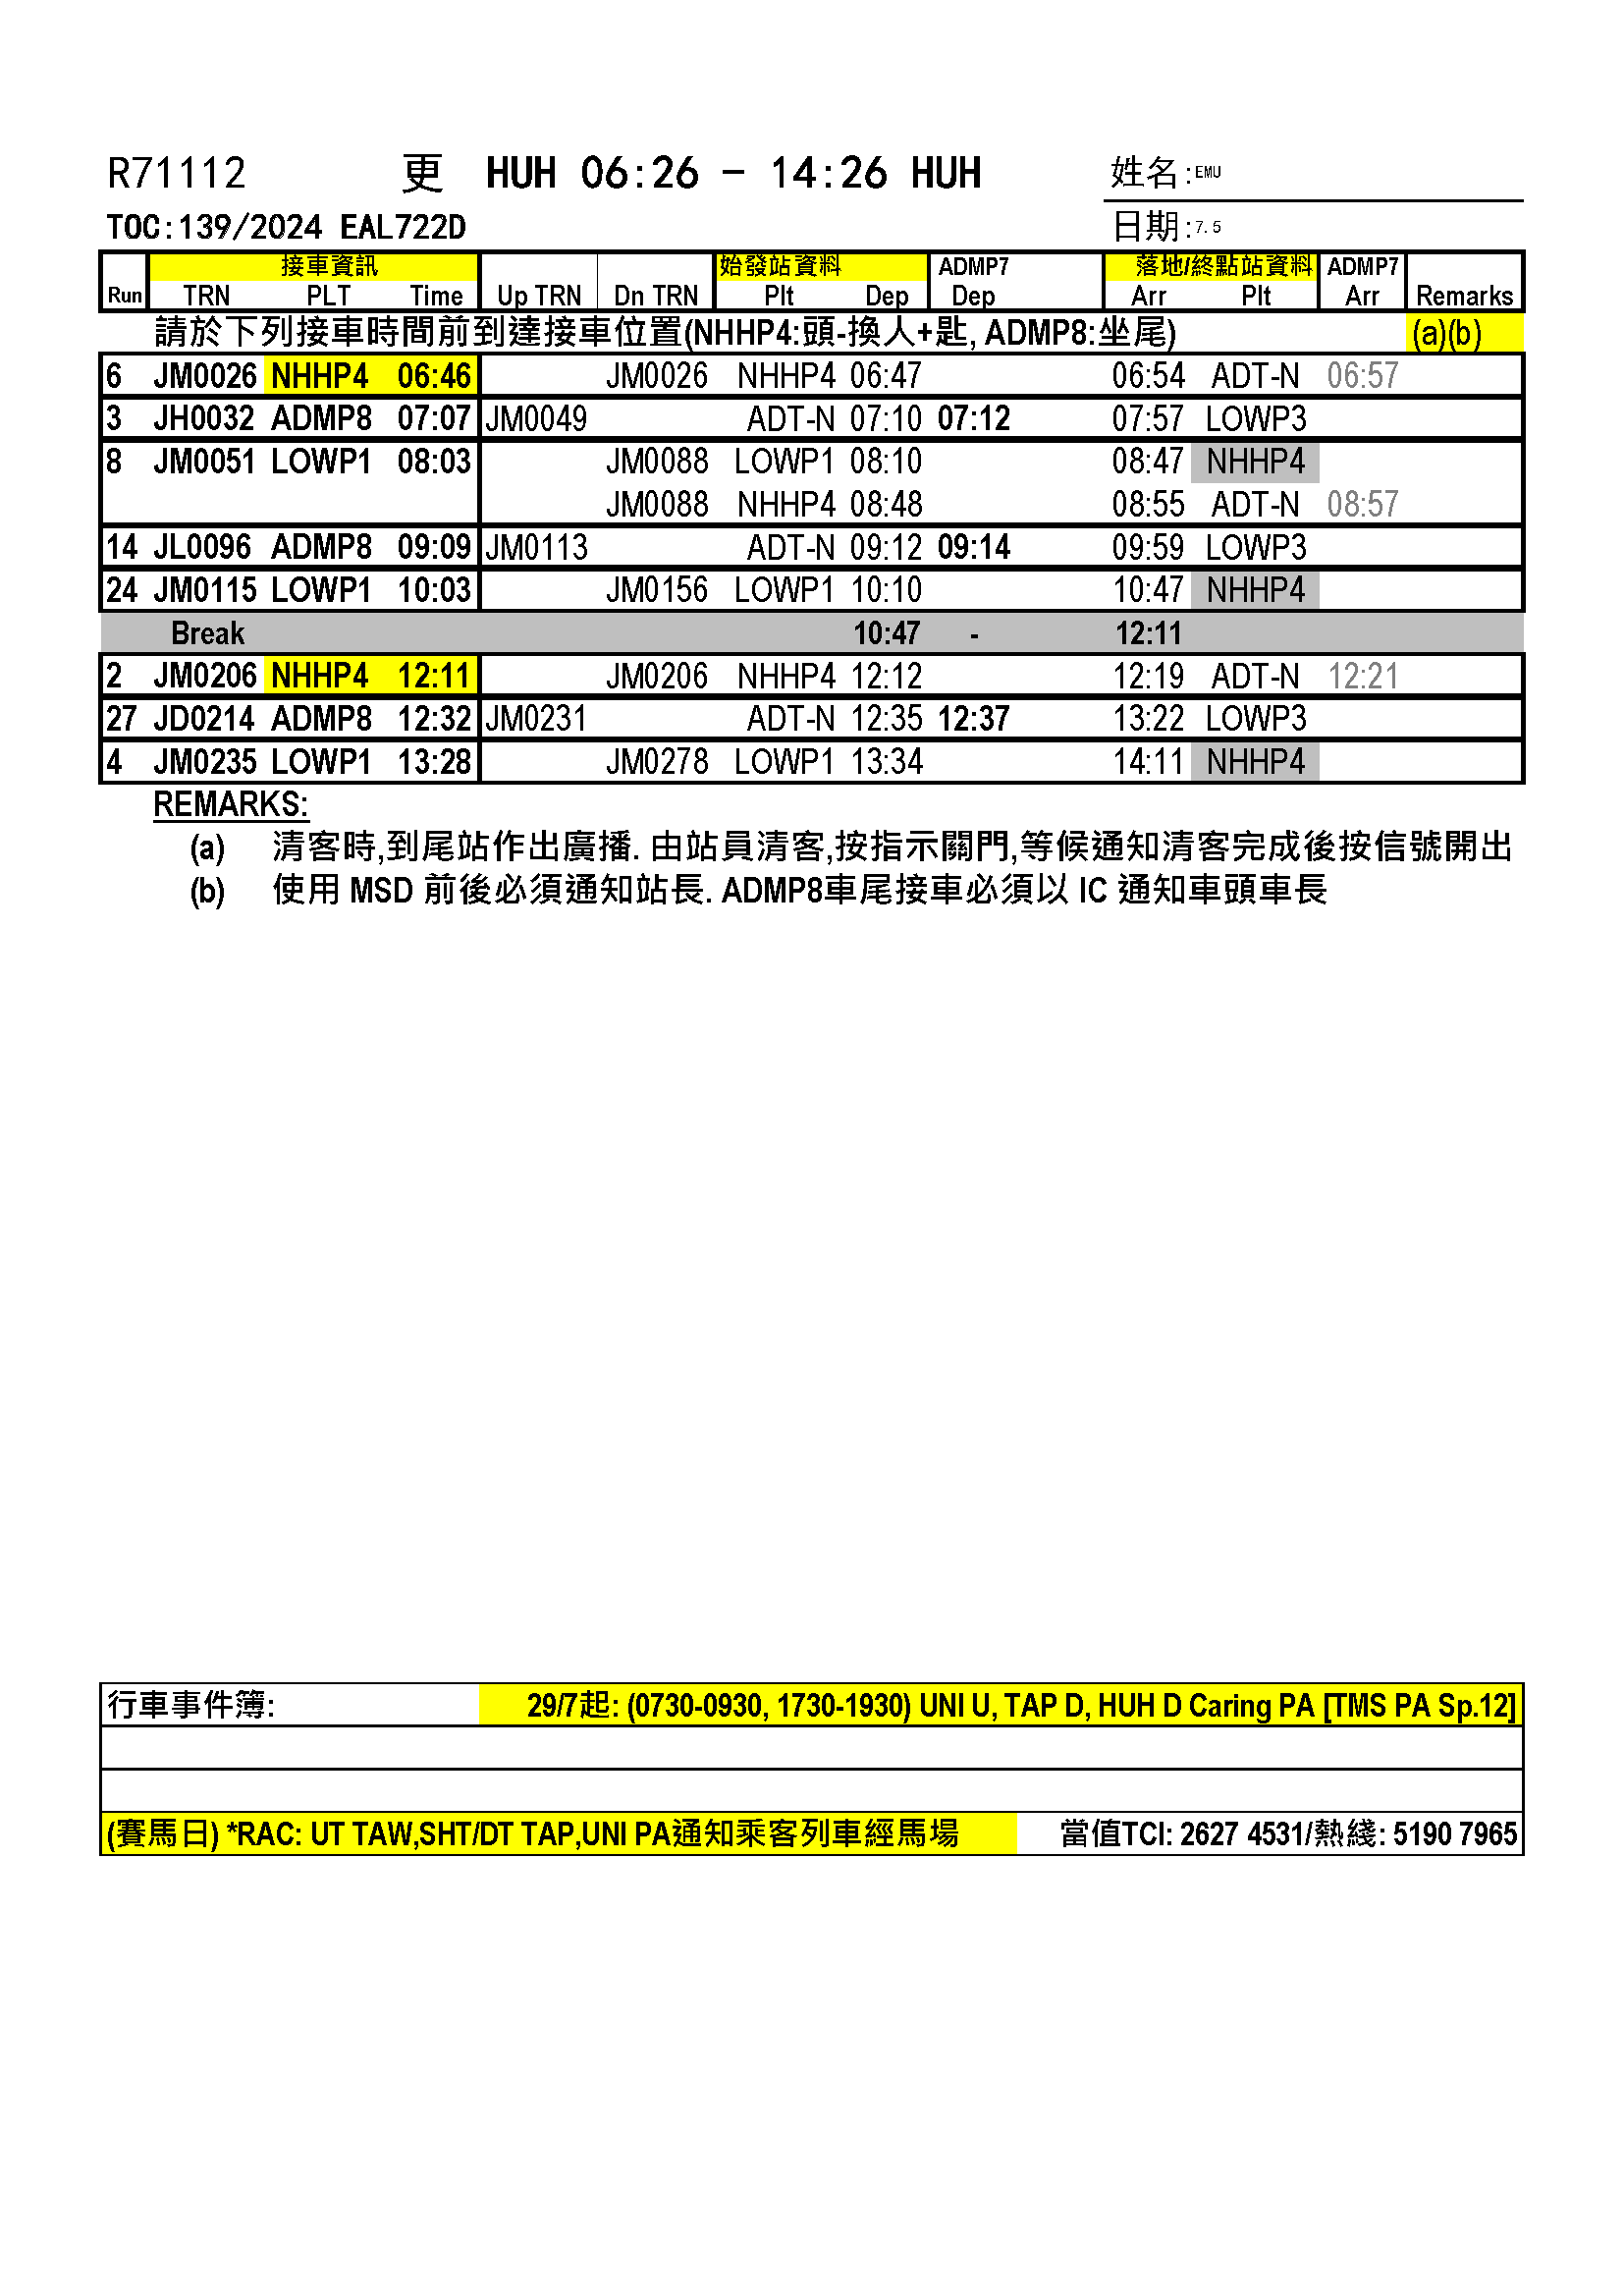 R71112 更 HUH 06:26 - 14:26 HUH 姓名:EMU
TOC:139/2024 EAL722D 日期:7.5
接車資訊 始發站資料 ADMP7 落地/終點站資料 ADMP7
Run TRN PLT Time Up TRN Dn TRN Plt Dep Dep Arr Plt Arr Remarks
請於下列接車時間前到達接車位置(NHHP4:頭-換人+匙, ADMP8:坐尾) (a)(b)
6 JM0026 NHHP4 06:46 JM0026 NHHP4 06:47 06:54 ADT-N 06:57
3 JH0032 ADMP8 07:07 JM0049 ADT-N 07:10 07:12 07:57 LOWP3
8 JM0051 LOWP1 08:03 JM0088 LOWP1 08:10 08:47 NHHP4
JM0088 NHHP4 08:48 08:55 ADT-N 08:57
14 JL0096 ADMP8 09:09 JM0113 ADT-N 09:12 09:14 09:59 LOWP3
24 JM0115 LOWP1 10:03 JM0156 LOWP1 10:10 10:47 NHHP4
Break 10:47 - 12:11
2 JM0206 NHHP4 12:11 JM0206 NHHP4 12:12 12:19 ADT-N 12:21
27 JD0214 ADMP8 12:32 JM0231 ADT-N 12:35 12:37 13:22 LOWP3
4 JM0235 LOWP1 13:28 JM0278 LOWP1 13:34 14:11 NHHP4
REMARKS:
(a) 清客時,到尾站作出廣播. 由站員清客,按指示關門,等候通知清客完成後按信號開出
(b) 使用 MSD 前後必須通知站長. ADMP8車尾接車必須以 IC 通知車頭車長
行車事件簿: 29/7起: (0730-0930, 1730-1930) UNI U, TAP D, HUH D Caring PA [TMS PA Sp.12]
(賽馬日) *RAC: UT TAW,SHT/DT TAP,UNI PA通知乘客列車經馬場 當值TCI: 2627 4531/熱綫: 5190 7965